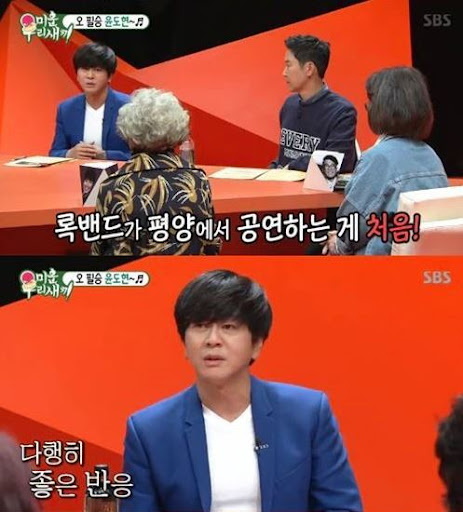 미운 우리새끼
오 필승 윤도현~♬
SBS
EVERY
록밴드가 평양에서 공연하는 게 처음!
미운 우리새끼
오 필승 윤도현~♬
SBS
다행히
좋은 반응